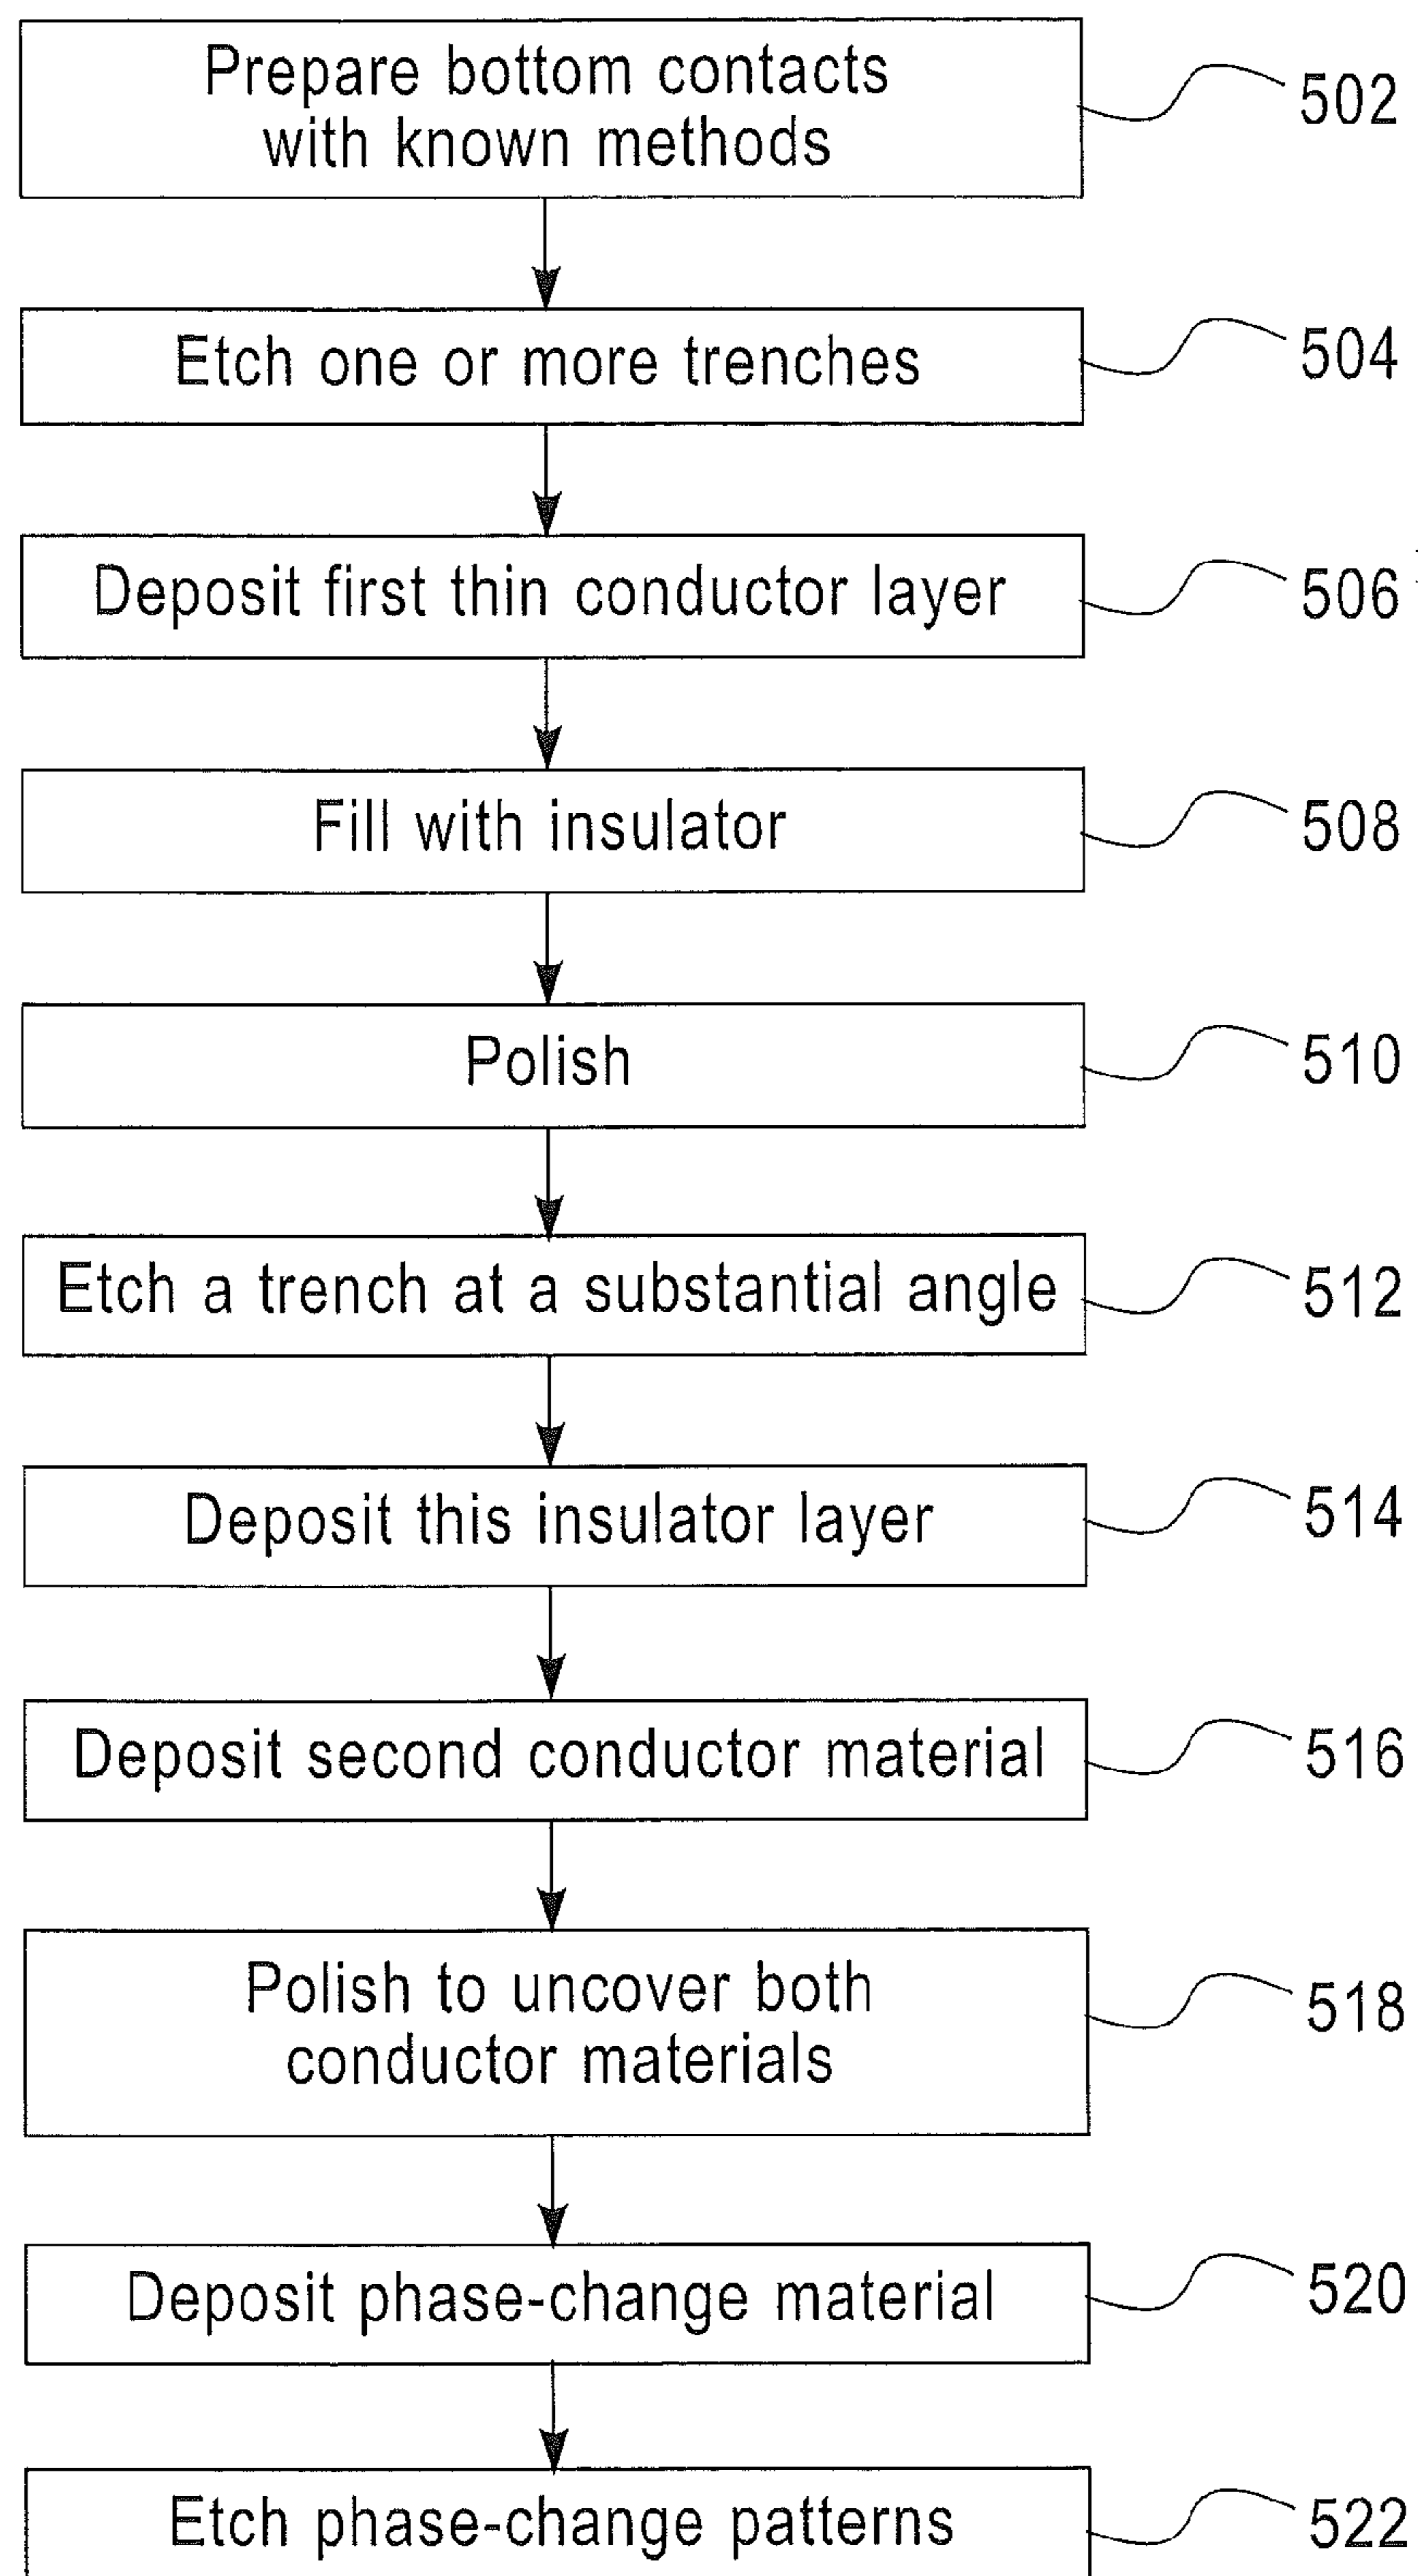 Prepare bottom contacts
with known methods
502
Etch one or more trenches
504
Deposit first thin conductor layer
506
Fill with insulator
508
Polish
510
Etch a trench at a substantial angle
512
Deposit this insulator layer
514
Deposit second conductor material
516
Polish to uncover both
conductor materials
518
Deposit phase-change material
520
Etch phase-change patterns
522